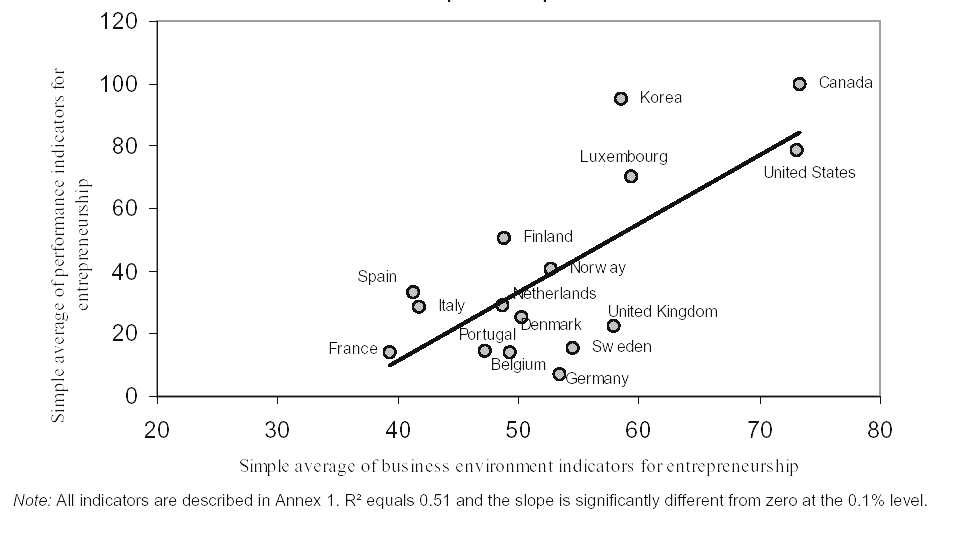 120
100
80
60
40
20
0
20 30 40 50 60 70 80
Simple average of performance indicators for
entrepreneurship
Canada
Korea
Luxembourg
United States
Finland
Norway
Spain
Netherlands
Italy
United Kingdom
Denmark
Portugal
France
Sweden
Belgium
Germany
Simple average of business environment indicators for entrepreneurship
Note: All indicators are described in Annex 1. R² equals 0.51 and the slope is significantly different from zero at the 0.1% level.